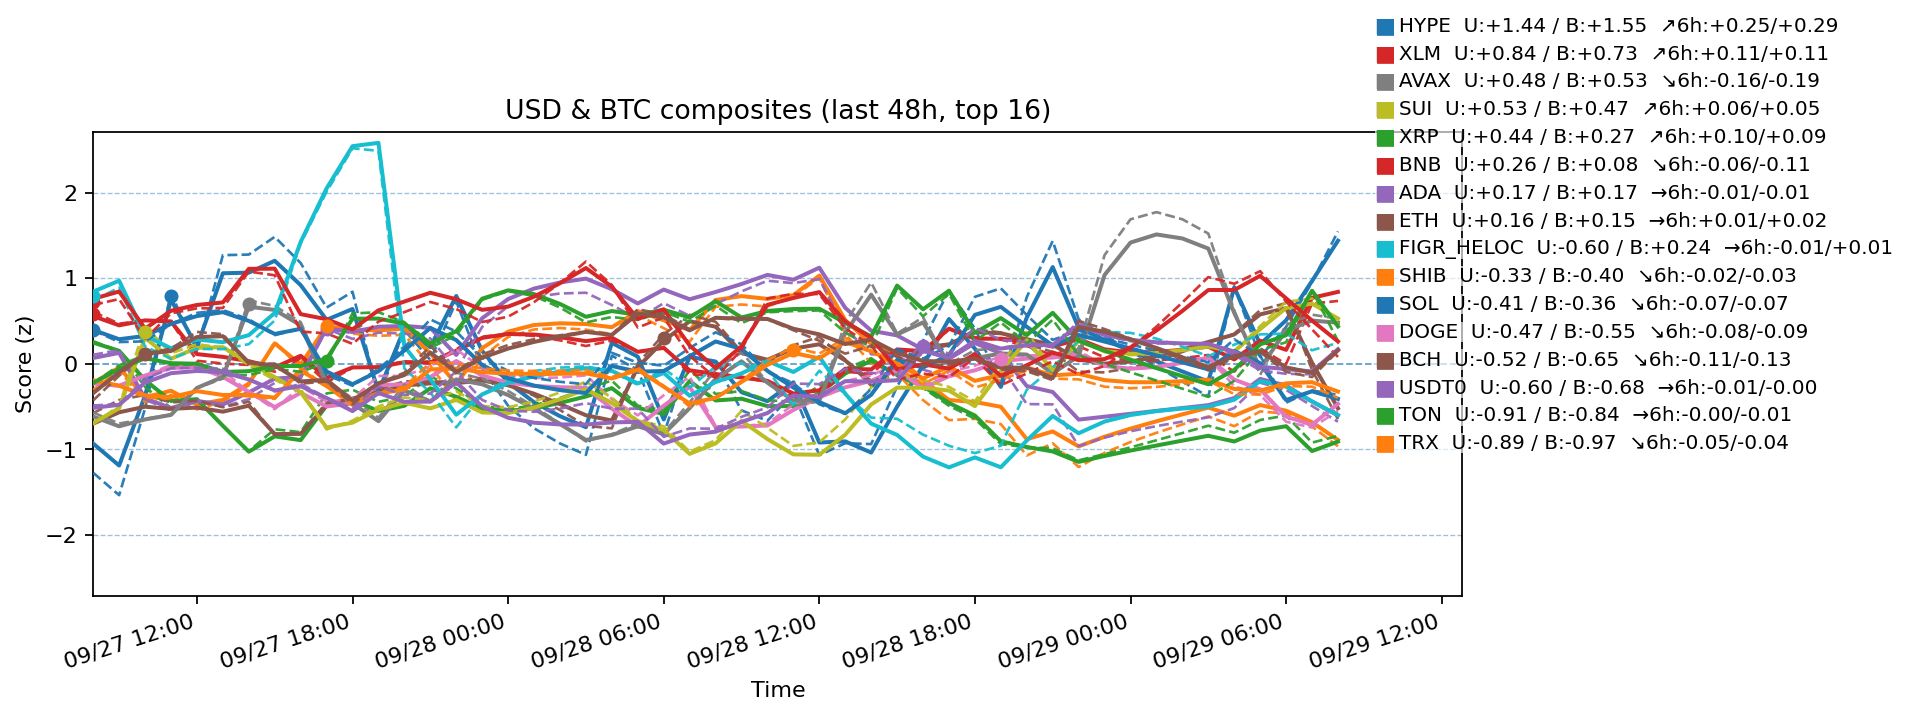 HYPE  U:+1.44 / B:+1.55  ↗6h:+0.25/+0.29
XLM  U:+0.84 / B:+0.73  ↗6h:+0.11/+0.11
AVAX  U:+0.48 / B:+0.53  ↘6h:-0.16/-0.19
SUI  U:+0.53 / B:+0.47  ↗6h:+0.06/+0.05
XRP  U:+0.44 / B:+0.27  ↗6h:+0.10/+0.09
BNB  U:+0.26 / B:+0.08  ↘6h:-0.06/-0.11
ADA  U:+0.17 / B:+0.17  →6h:-0.01/-0.01
ETH  U:+0.16 / B:+0.15  →6h:+0.01/+0.02
FIGR_HELOC  U:-0.60 / B:+0.24  →6h:-0.01/+0.01
SHIB  U:-0.33 / B:-0.40  ↘6h:-0.02/-0.03
SOL  U:-0.41 / B:-0.36  ↘6h:-0.07/-0.07
DOGE  U:-0.47 / B:-0.55  ↘6h:-0.08/-0.09
BCH  U:-0.52 / B:-0.65  ↘6h:-0.11/-0.13
USDT0  U:-0.60 / B:-0.68  →6h:-0.01/-0.00
TON  U:-0.91 / B:-0.84  →6h:-0.00/-0.01
TRX  U:-0.89 / B:-0.97  ↘6h:-0.05/-0.04
USD & BTC composites (last 48h, top 16)
Score (z)
2
1
0
−1
−2
09/27 12:00
09/27 18:00
09/28 00:00
09/28 06:00
09/28 12:00
09/28 18:00
09/29 00:00
09/29 06:00
09/29 12:00
Time